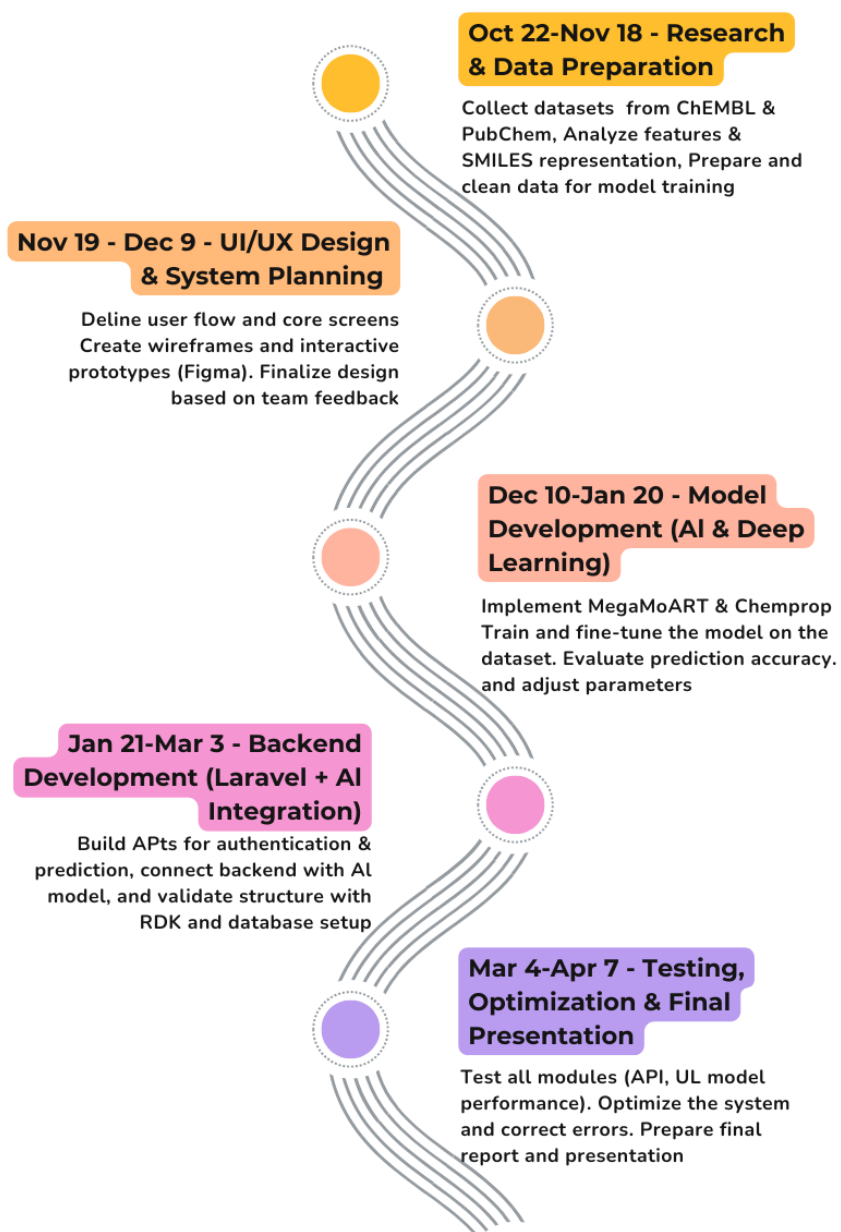 Oct 22-Nov 18 - Research
& Data Preparation
Collect datasets from ChEMBL &
PubChem, Analyze features &
SMILES representation, Prepare and
clean data for model training
Nov 19 - Dec 9 - UI/UX Design
& System Planning
Deline user flow and core screens
Create wireframes and interactive
prototypes (Figma). Finalize design
based on team feedback
Dec 10-Jan 20 - Model
Development (Al & Deep
Learning)
Implement MegaMoART & Chemprop
Train and fine-tune the model on the
dataset. Evaluate prediction accuracy.
and adjust parameters
Jan 21-Mar 3 - Backend
Development (Laravel + Al
Integration)
Build APts for authentication &
prediction, connect backend with Al
model, and validate structure with
RDK and database setup
Mar 4-Apr 7 - Testing,
Optimization & Final
Presentation
Test all modules (API, UL model
performance). Optimize the system
and correct errors. Prepare final
report and presentation